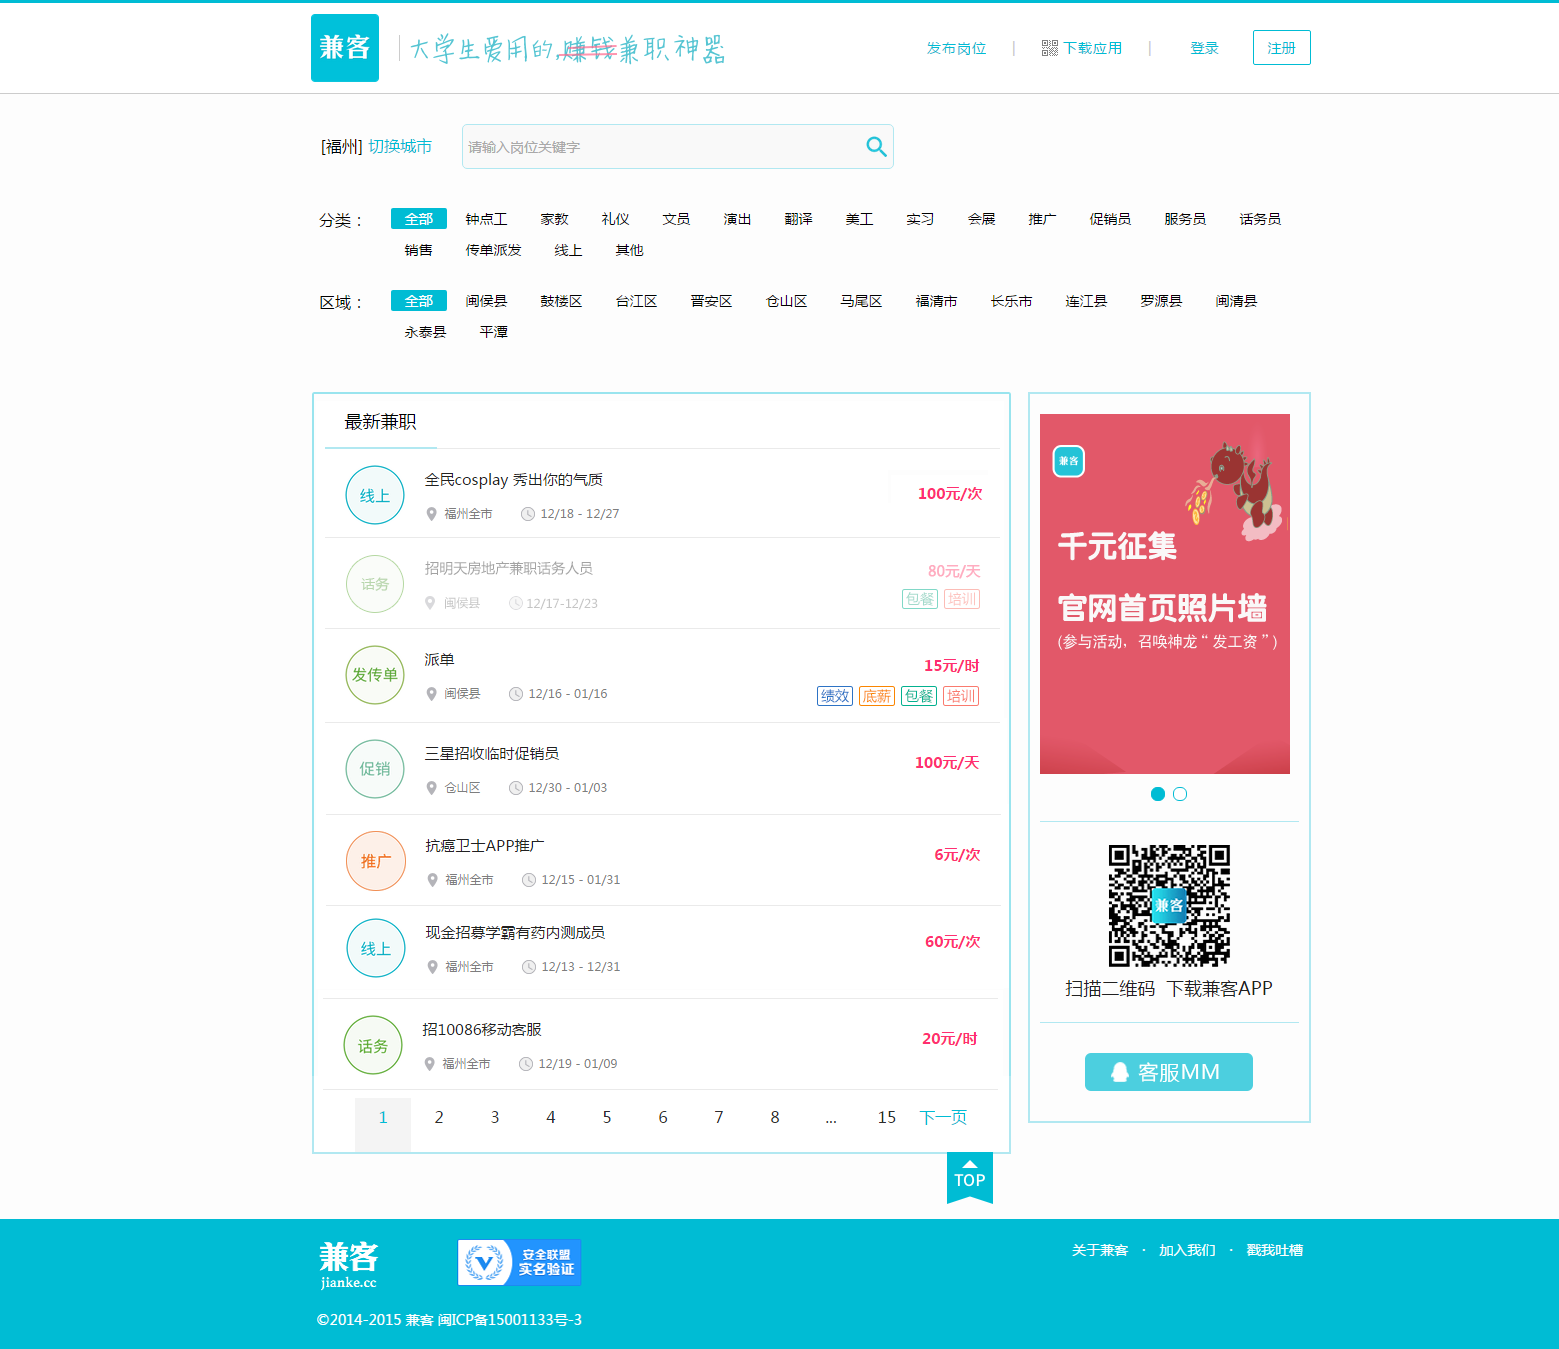 兼客
大学生爱用的,赚钱兼职神器
发布岗位 | 下载应用 | 登录 注册
[福州] 切换城市 请输入岗位关键字
分类： 全部 钟点工 家教 礼仪 文员 演出 翻译 美工 实习 会展 推广 促销员 服务员 话务员
销售 传单派发 线上 其他
区域： 全部 闽侯县 鼓楼区 台江区 晋安区 仓山区 马尾区 福清市 长乐市 连江县 罗源县 闽清县
永泰县 平潭
最新兼职
线上
全民cosplay 秀出你的气质
福州全市 12/18 - 12/27
100元/次
话务
招明天房地产兼职话务人员
闽侯县 12/17-12/23
80元/天
包餐 培训
发传单
派单
闽侯县 12/16 - 01/16
15元/时
绩效 底薪 包餐 培训
促销
三星招收临时促销员
仓山区 12/30 - 01/03
100元/天
推广
抗癌卫士APP推广
福州全市 12/15 - 01/31
6元/次
线上
现金招募学霸有药内测成员
福州全市 12/13 - 12/31
60元/次
话务
招10086移动客服
福州全市 12/19 - 01/09
20元/时
1 2 3 4 5 6 7 8 ... 15 下一页
TOP
兼客
千元征集
官网首页照片墙
(参与活动，召唤神龙“发工资”)
兼客
扫描二维码 下载兼客APP
客服MM
兼客
jianke.cc
安全联盟
实名验证
关于兼客 · 加入我们 · 戳我吐槽
©2014-2015 兼客 闽ICP备15001133号-3